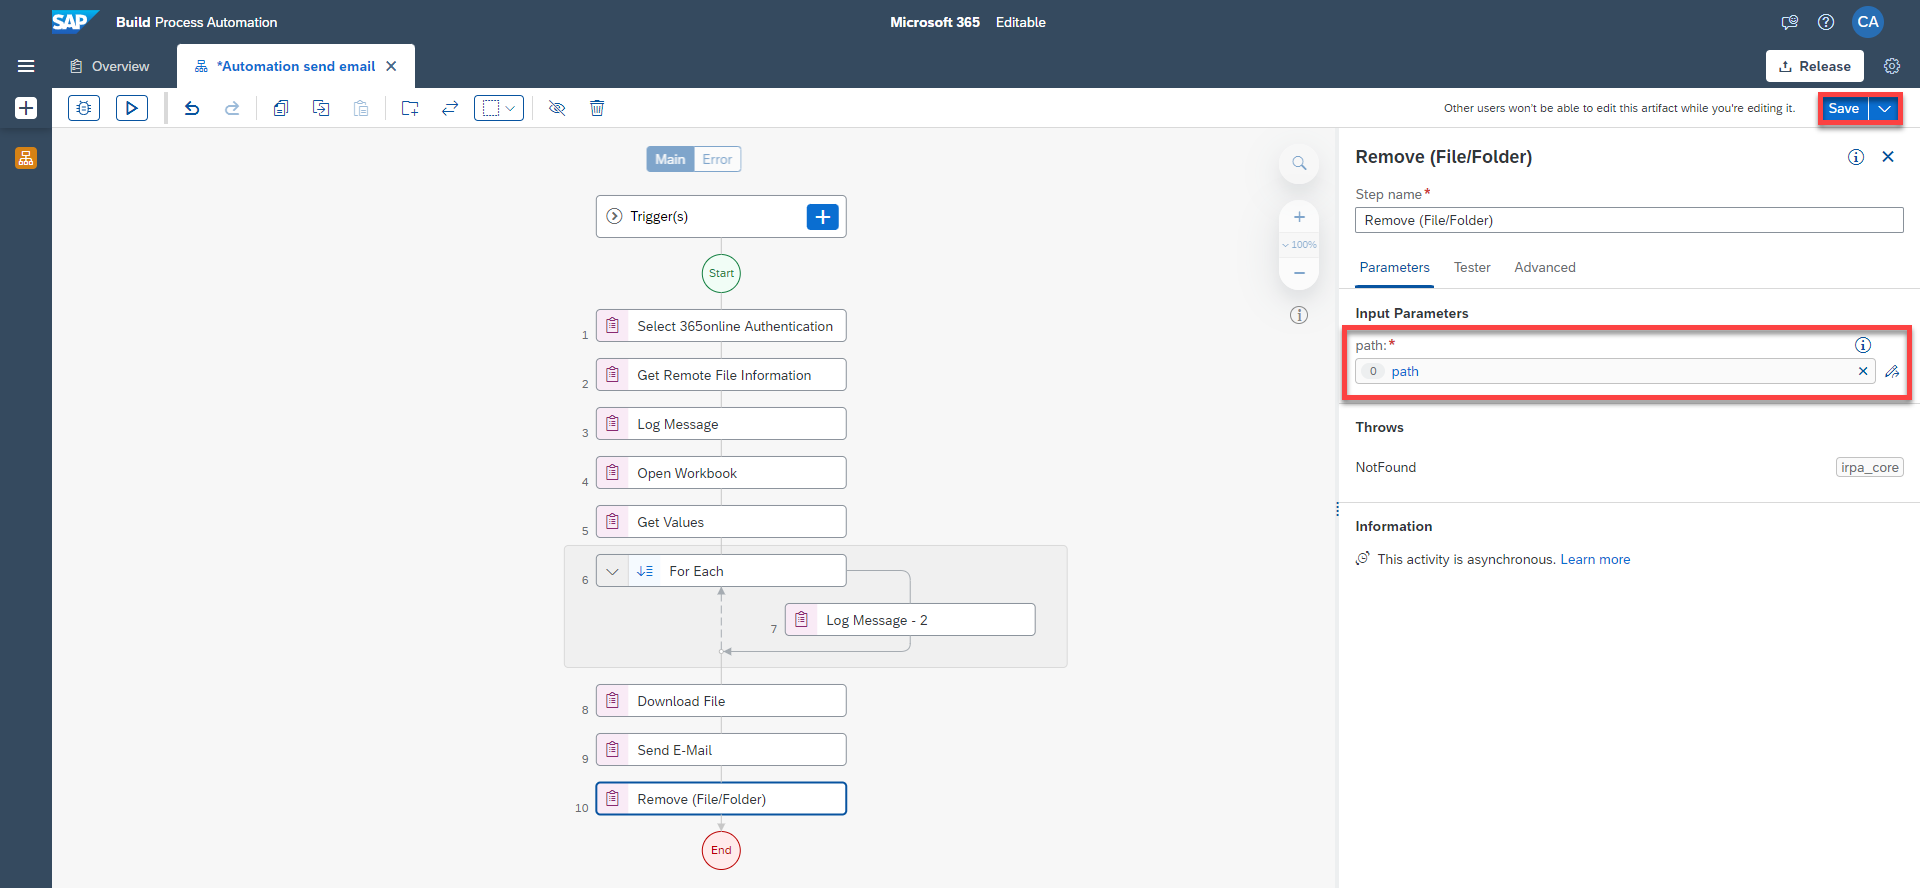 SAP Build Process Automation
Microsoft 365 Editable
CA
Overview
*Automation send email
Release
Other users won't be able to edit this artifact while you're editing it.
Save
Main Error
Trigger(s)
Start
1 Select 365online Authentication
2 Get Remote File Information
3 Log Message
4 Open Workbook
5 Get Values
6 For Each
7 Log Message - 2
8 Download File
9 Send E-Mail
10 Remove (File/Folder)
End
100%
Remove (File/Folder)
Step name*
Remove (File/Folder)
Parameters Tester Advanced
Input Parameters
path:*
0 path
Throws
NotFound irpa_core
Information
This activity is asynchronous. Learn more